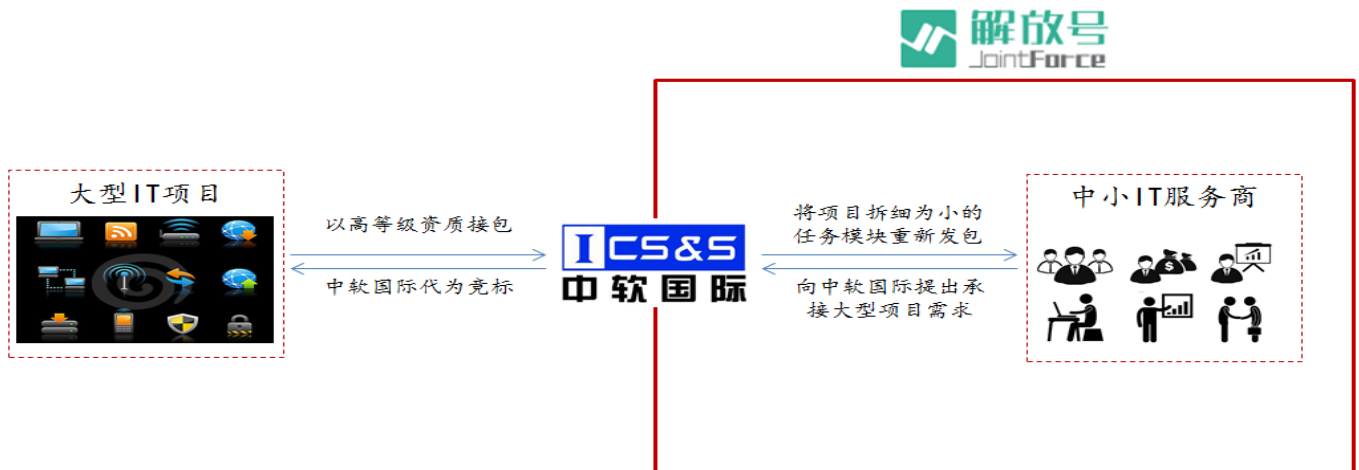 解放号
JointForce
大型IT项目
以高等级资质接包
中软国际代为竞标
ICS&S
中软国际
将项目拆细为小的
任务模块重新发包
向中软国际提出承
接大型项目需求
中小IT服务商